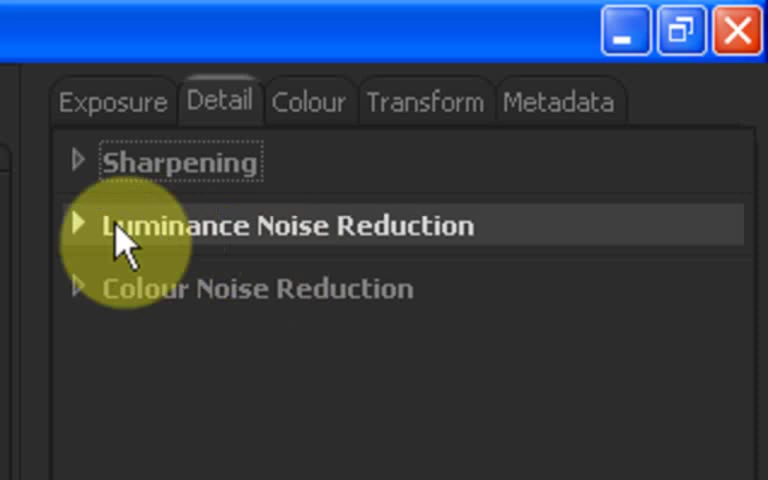 Exposure Detail Colour Transform Metadata
Sharpening
Luminance Noise Reduction
Colour Noise Reduction